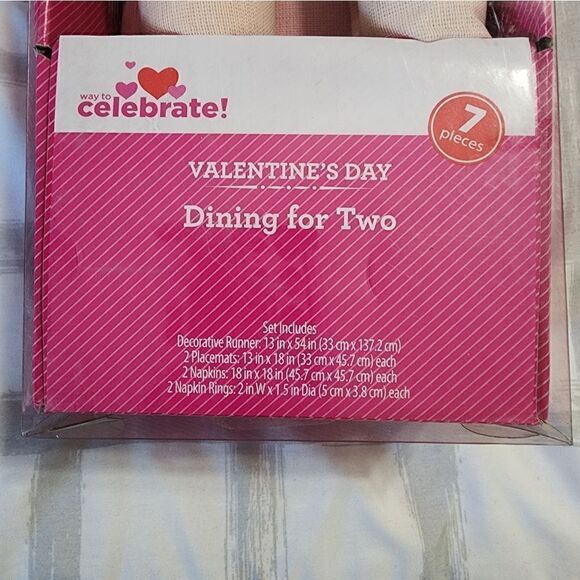 way to
celebrate!
7
pieces
VALENTINE'S DAY
Dining for Two
Set Includes
Decorative Runner: 13 in x 54 in (33 cm x 137.2 cm)
2 Placemats: 13 in x 18 in (33 cm x 45.7 cm) each
2 Napkins: 18 in x 18 in (45.7 cm x 45.7 cm) each
2 Napkin Rings: 2 in W x 1.5 in Dia (5 cm x 3.8 cm) each